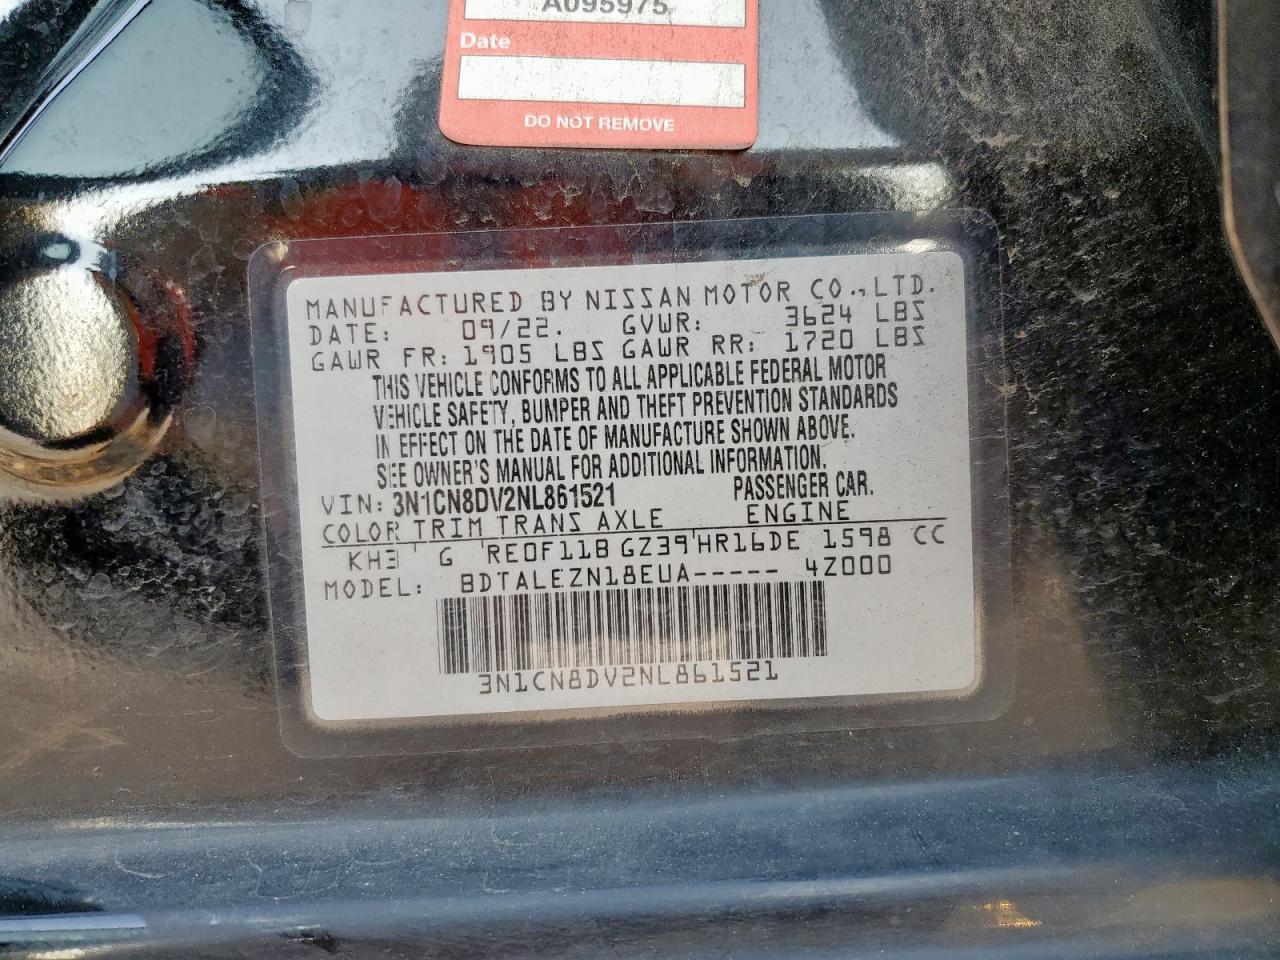 A095975
Date
DO NOT REMOVE
MANUFACTURED BY NISSAN MOTOR CO., LTD.
DATE: 09/22. GVWR: 3624 LBS
GAWR FR: 1905 LBS GAWR RR: 1720 LBS
THIS VEHICLE CONFORMS TO ALL APPLICABLE FEDERAL MOTOR
VEHICLE SAFETY, BUMPER AND THEFT PREVENTION STANDARDS
IN EFFECT ON THE DATE OF MANUFACTURE SHOWN ABOVE.
SEE OWNER'S MANUAL FOR ADDITIONAL INFORMATION.
VIN: 3N1CN8DV2NL861521 PASSENGER CAR.
COLOR TRIM TRANS AXLE ENGINE
KH3 G RE0F11B GZ39 HR16DE 1598 CC
MODEL: BDTALEZN18EUA----- 4Z000
3N1CN8DV2NL861521